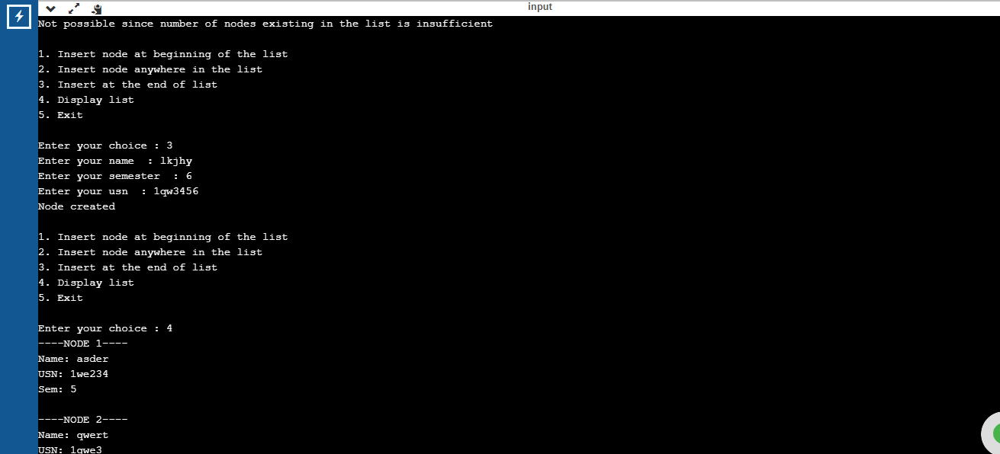 input
Not possible since number of nodes existing in the list is insufficient
1. Insert node at beginning of the list
2. Insert node anywhere in the list
3. Insert at the end of list
4. Display list
5. Exit
Enter your choice : 3
Enter your name  : lkjhy
Enter your semester  : 6
Enter your usn  : 1qw3456
Node created
1. Insert node at beginning of the list
2. Insert node anywhere in the list
3. Insert at the end of list
4. Display list
5. Exit
Enter your choice : 4
----NODE 1----
Name: asder
USN: 1we234
Sem: 5
----NODE 2----
Name: qwert
USN: 1qwe3